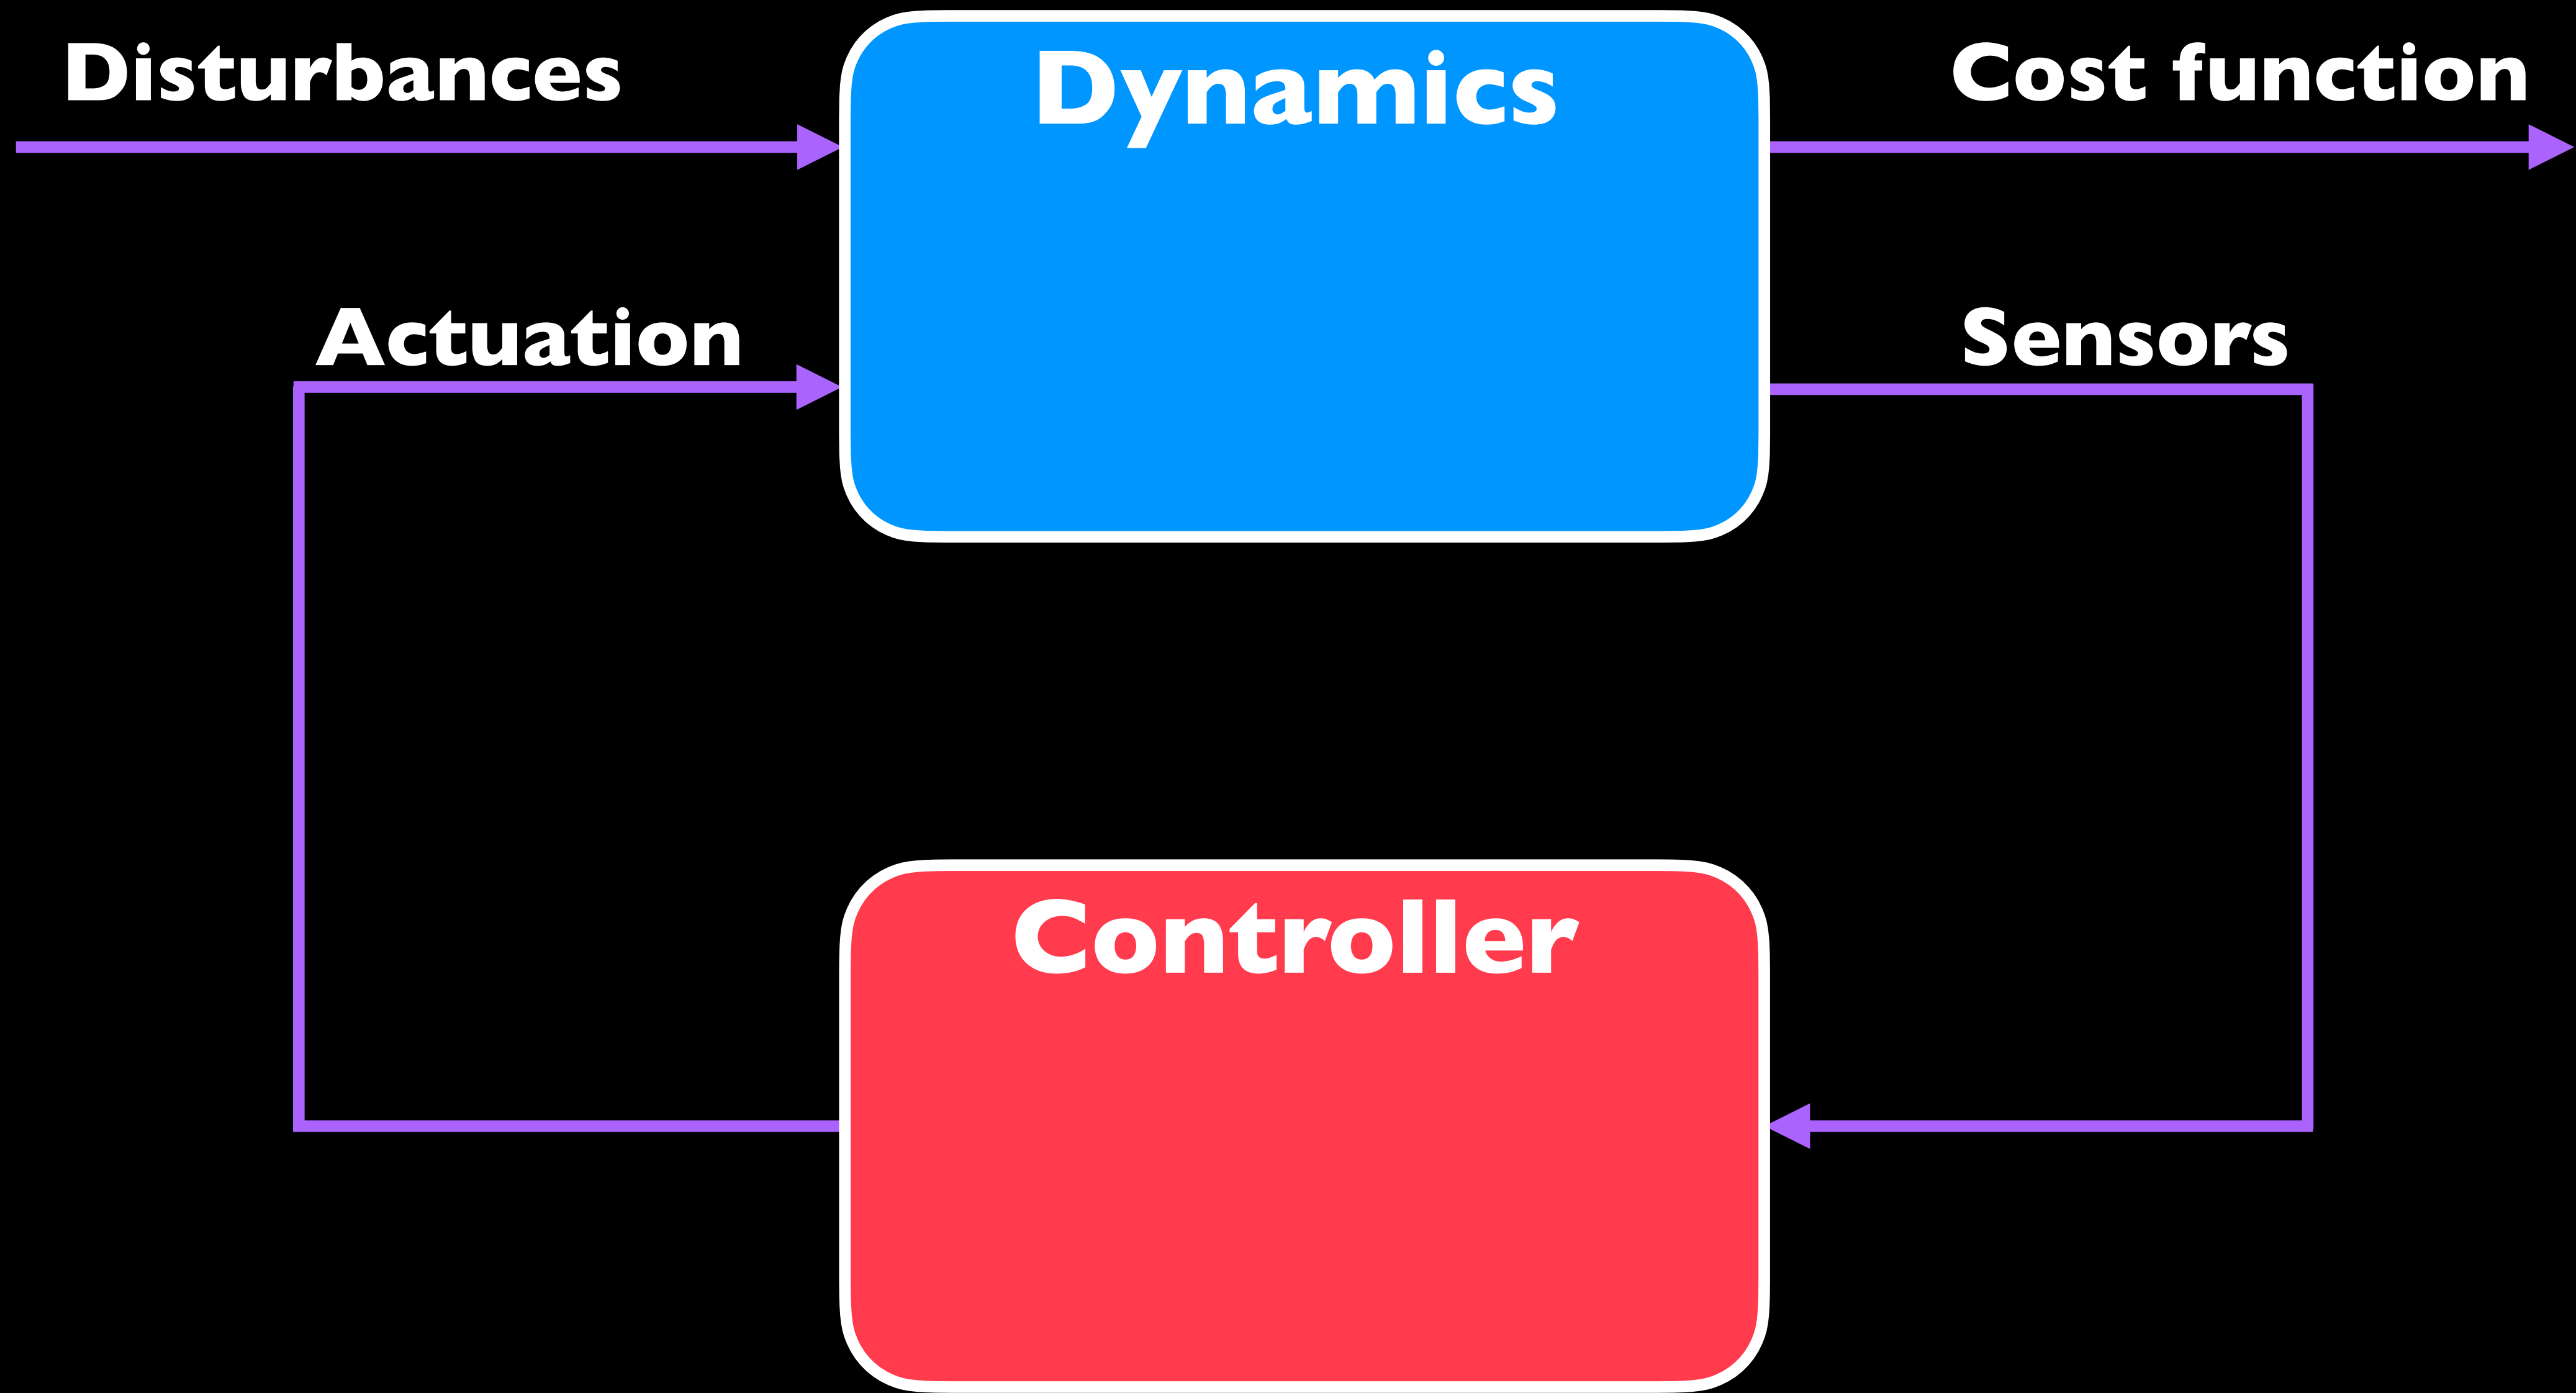 Disturbances
Dynamics
Cost function
Actuation
Sensors
Controller